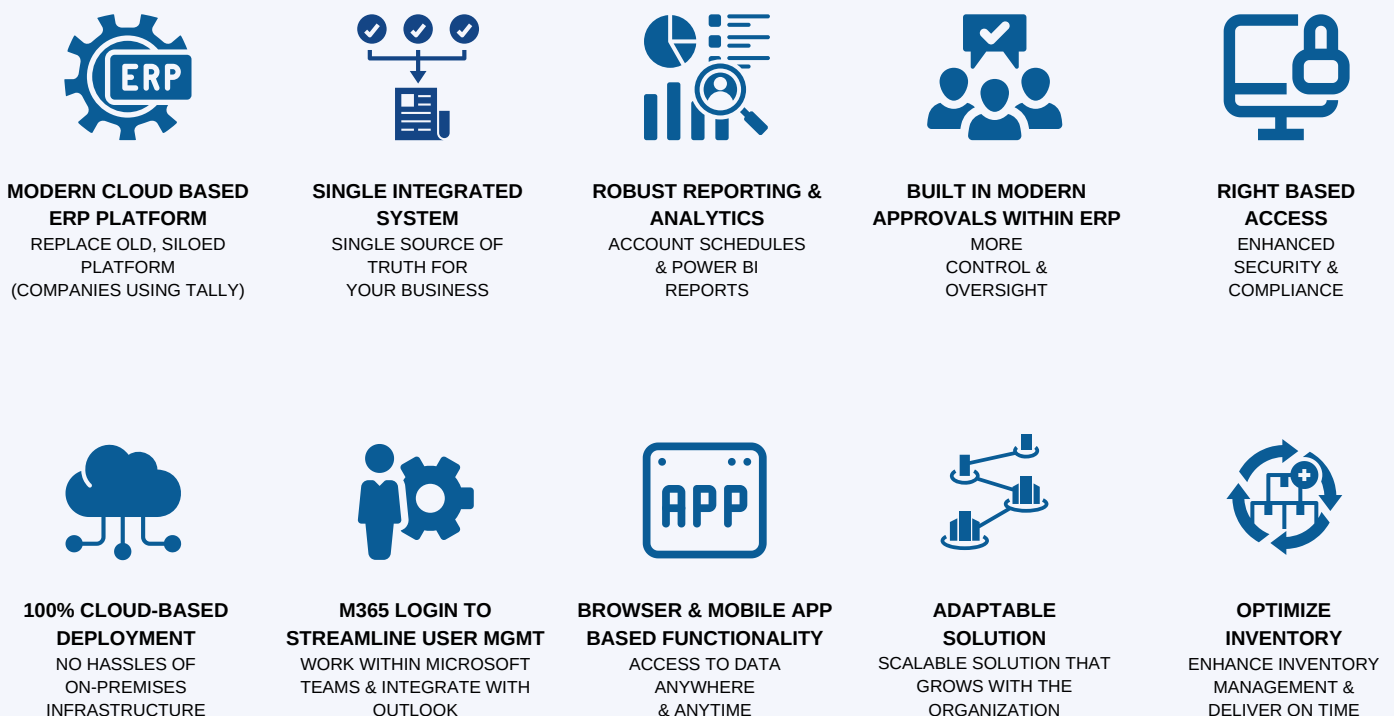 ERP
MODERN CLOUD BASED
ERP PLATFORM
REPLACE OLD, SILOED
PLATFORM
(COMPANIES USING TALLY)
SINGLE INTEGRATED
SYSTEM
SINGLE SOURCE OF
TRUTH FOR
YOUR BUSINESS
ROBUST REPORTING &
ANALYTICS
ACCOUNT SCHEDULES
& POWER BI
REPORTS
BUILT IN MODERN
APPROVALS WITHIN ERP
MORE
CONTROL &
OVERSIGHT
RIGHT BASED
ACCESS
ENHANCED
SECURITY &
COMPLIANCE
100% CLOUD-BASED
DEPLOYMENT
NO HASSLES OF
ON-PREMISES
INFRASTRUCTURE
M365 LOGIN TO
STREAMLINE USER MGMT
WORK WITHIN MICROSOFT
TEAMS & INTEGRATE WITH
OUTLOOK
APP
BROWSER & MOBILE APP
BASED FUNCTIONALITY
ACCESS TO DATA
ANYWHERE
& ANYTIME
ADAPTABLE
SOLUTION
SCALABLE SOLUTION THAT
GROWS WITH THE
ORGANIZATION
OPTIMIZE
INVENTORY
ENHANCE INVENTORY
MANAGEMENT &
DELIVER ON TIME